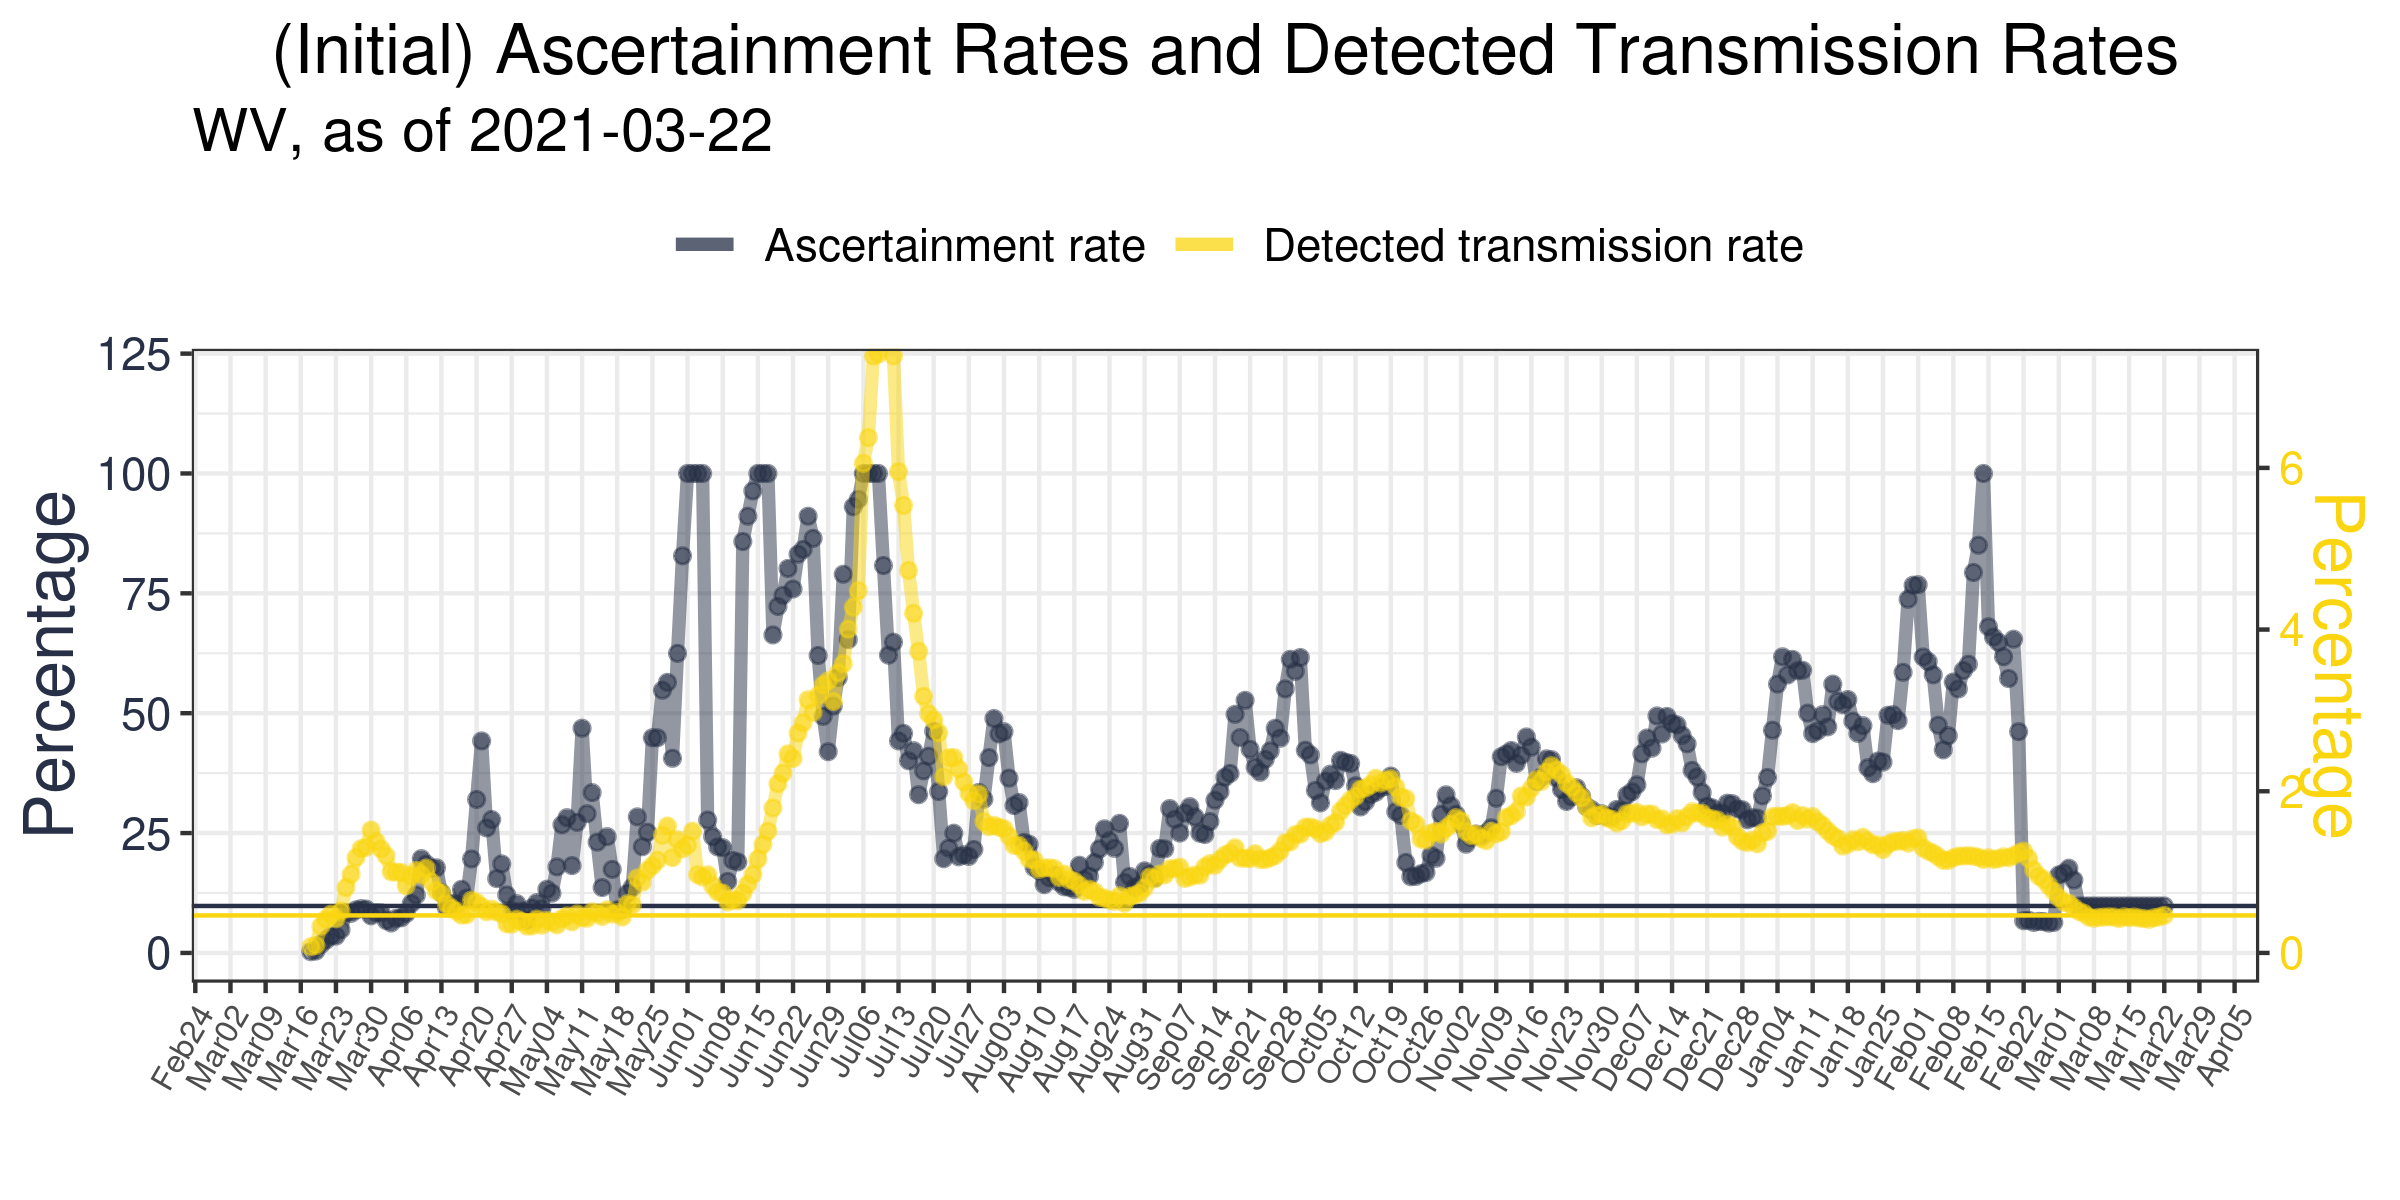 (Initial) Ascertainment Rates and Detected Transmission Rates
WV, as of 2021-03-22
Ascertainment rate
Detected transmission rate
Percentage
125
100
75
50
25
0
6
4
2
0
Percentage
Feb24
Mar02
Mar09
Mar16
Mar23
Mar30
Apr06
Apr13
Apr20
Apr27
May04
May11
May18
May25
Jun01
Jun08
Jun15
Jun22
Jun29
Jul06
Jul13
Jul20
Jul27
Aug03
Aug10
Aug17
Aug24
Aug31
Sep07
Sep14
Sep21
Sep28
Oct05
Oct12
Oct19
Oct26
Nov02
Nov09
Nov16
Nov23
Nov30
Dec07
Dec14
Dec21
Dec28
Jan04
Jan11
Jan18
Jan25
Feb01
Feb08
Feb15
Feb22
Mar01
Mar08
Mar15
Mar22
Mar29
Apr05